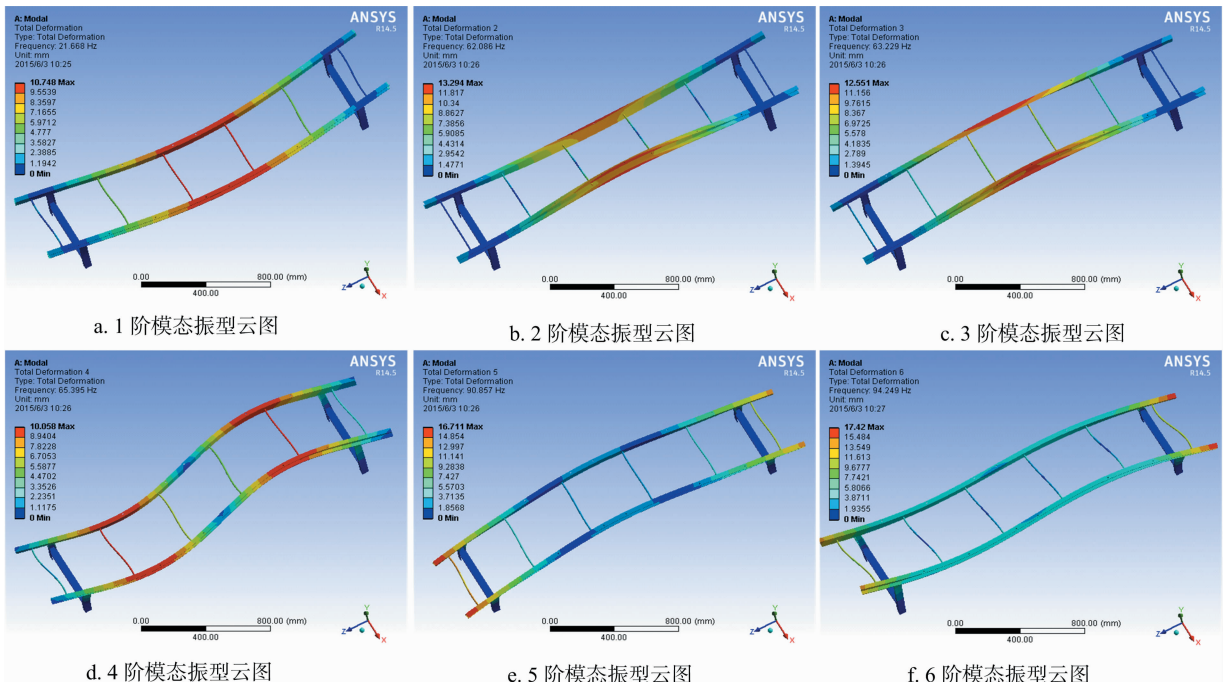 A: Modal
Total Deformation
Type: Total Deformation
Frequency: 21.668 Hz
Unit: mm
2015/6/3 10:25
ANSYS
R14.5
10.748 Max
9.5539
8.3597
7.1655
5.9712
4.777
3.5827
2.3885
1.1942
0 Min
0.00
800.00 (mm)
400.00
Y
Z
X
a. 1 阶模态振型云图
A: Modal
Total Deformation 2
Type: Total Deformation
Frequency: 62.086 Hz
Unit: mm
2015/6/3 10:26
ANSYS
R14.5
13.294 Max
11.817
10.34
8.8627
7.3856
5.9085
4.4314
2.9542
1.4771
0 Min
0.00
800.00 (mm)
400.00
Y
Z
X
b. 2 阶模态振型云图
A: Modal
Total Deformation 3
Type: Total Deformation
Frequency: 63.229 Hz
Unit: mm
2015/6/3 10:26
ANSYS
R14.5
12.551 Max
11.156
9.7615
8.367
6.9725
5.578
4.1835
2.789
1.3945
0 Min
0.00
800.00 (mm)
400.00
Y
Z
X
c. 3 阶模态振型云图
A: Modal
Total Deformation 4
Type: Total Deformation
Frequency: 65.395 Hz
Unit: mm
2015/6/3 10:26
ANSYS
R14.5
10.058 Max
8.9404
7.8228
6.7053
5.5877
4.4702
3.3526
2.2351
1.1175
0 Min
0.00
800.00 (mm)
400.00
Y
Z
X
d. 4 阶模态振型云图
A: Modal
Total Deformation 5
Type: Total Deformation
Frequency: 90.857 Hz
Unit: mm
2015/6/3 10:26
ANSYS
R14.5
16.711 Max
14.854
12.997
11.141
9.2838
7.427
5.5703
3.7135
1.8568
0 Min
0.00
800.00 (mm)
400.00
Y
Z
X
e. 5 阶模态振型云图
A: Modal
Total Deformation 6
Type: Total Deformation
Frequency: 94.249 Hz
Unit: mm
2015/6/3 10:27
ANSYS
R14.5
17.42 Max
15.484
13.549
11.613
9.6777
7.7421
5.8066
3.8711
1.9355
0 Min
0.00
800.00 (mm)
400.00
Y
Z
X
f. 6 阶模态振型云图